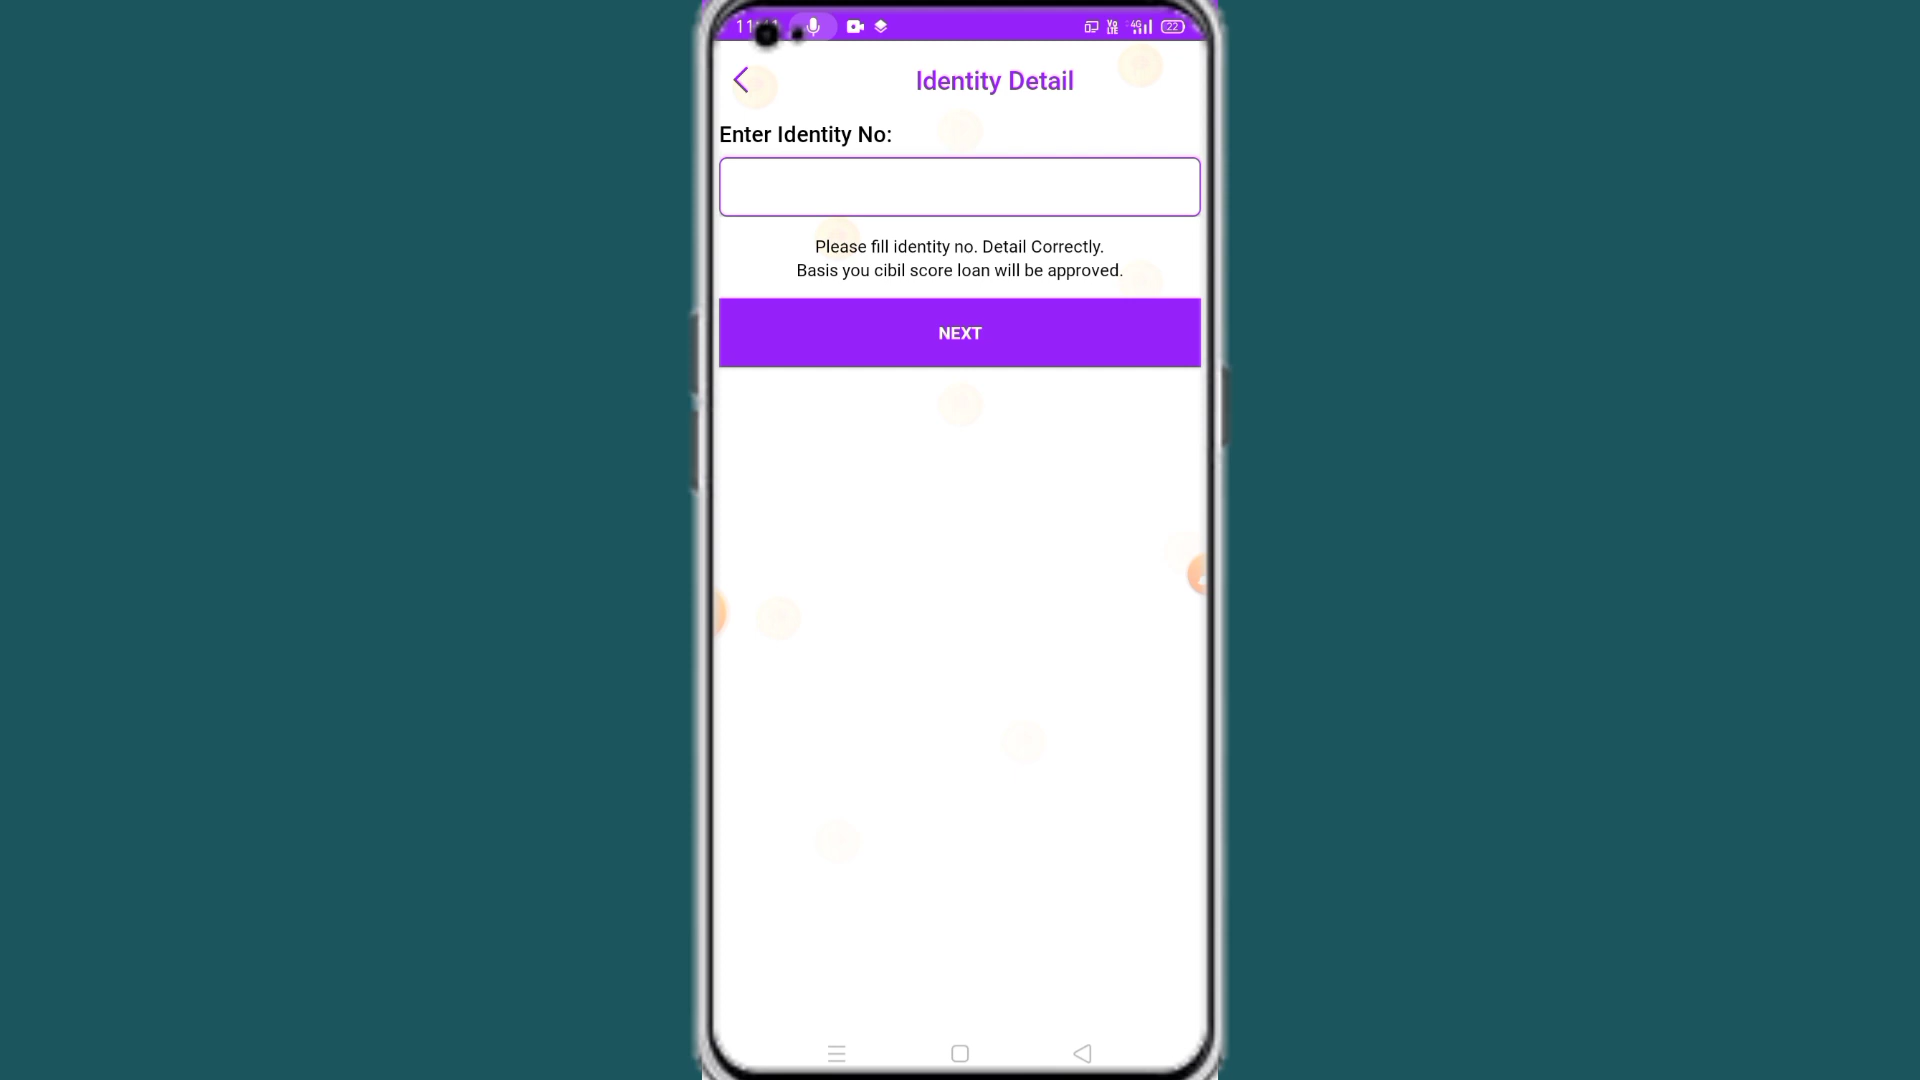 Identity Detail
Enter Identity No:
Please fill identity no. Detail Correctly.
Basis you cibil score loan will be approved.
NEXT